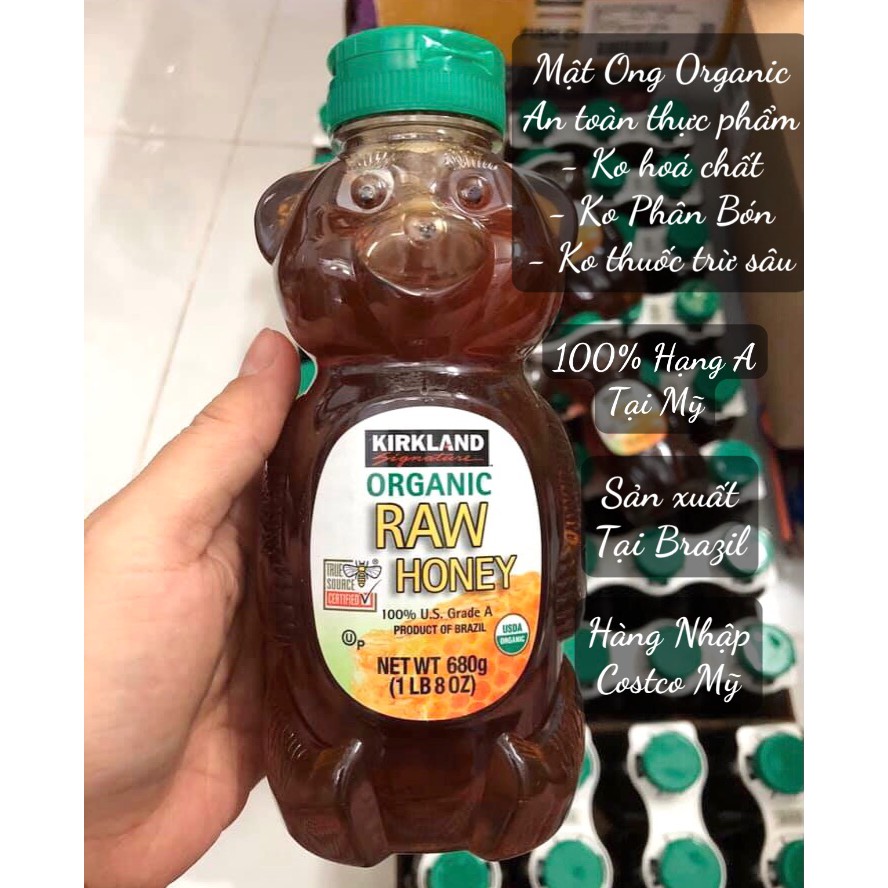 Mật Ong Organic
An toàn thực phẩm
- Ko hoá chất
- Ko Phân Bón
- Ko thuốc trừ sâu
100% Hạng A
Tại Mỹ
Sản xuất
Tại Brazil
Hàng Nhập
Costco Mỹ
KIRKLAND
Signature
ORGANIC
RAW
HONEY
TRUE
SOURCE
CERTIFIED
100% U.S. Grade A
PRODUCT OF BRAZIL
USDA
ORGANIC
U P
NET WT 680g
(1 LB 8 OZ)